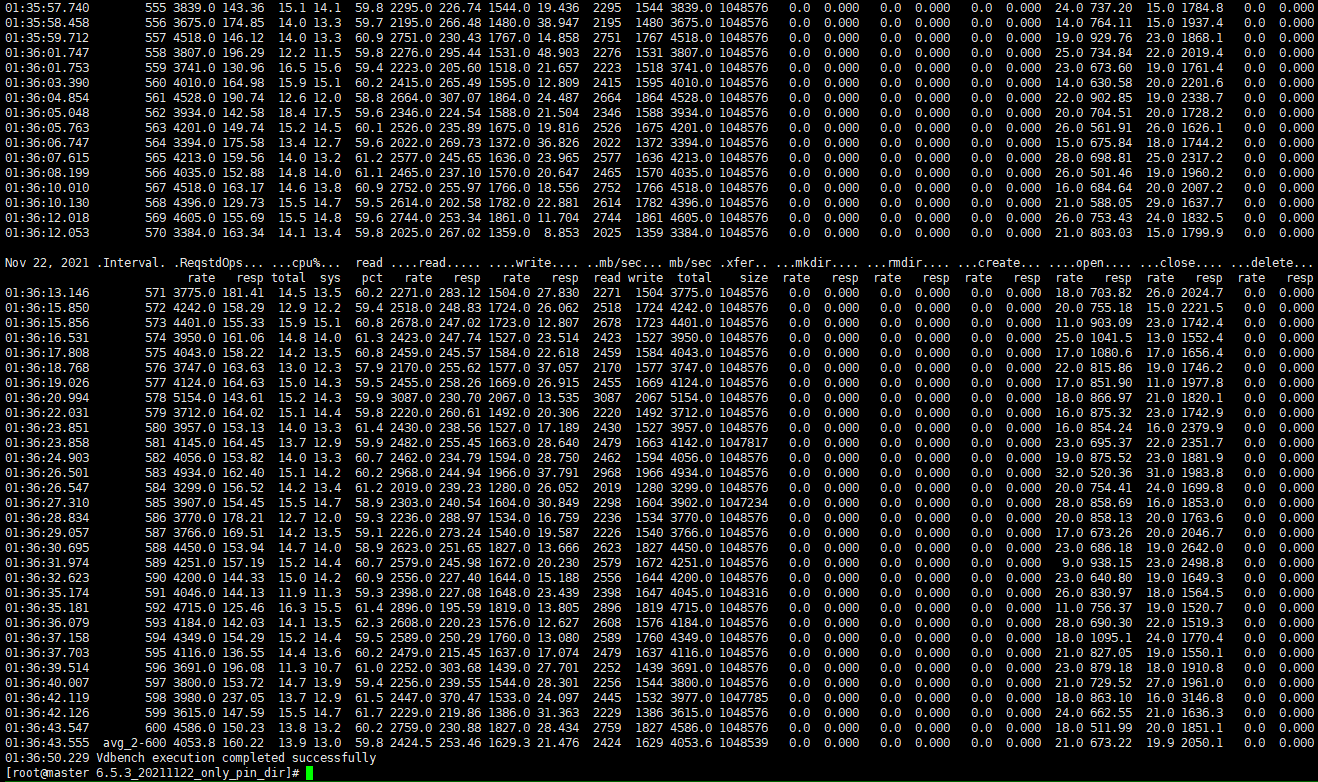 01:35:57.740 555 3839.0 143.36 15.1 14.1 59.8 2295.0 226.74 1544.0 19.436 2295 1544 3839.0 1048576 0.0 0.000 0.0 0.000 0.0 0.000 24.0 737.20 15.0 1784.8 0.0 0.000
01:35:58.458 556 3675.0 174.85 14.0 13.3 59.7 2195.0 266.48 1480.0 38.947 2195 1480 3675.0 1048576 0.0 0.000 0.0 0.000 0.0 0.000 14.0 764.11 15.0 1937.4 0.0 0.000
01:35:59.712 557 4518.0 146.12 14.0 13.3 60.9 2751.0 230.43 1767.0 14.858 2751 1767 4518.0 1048576 0.0 0.000 0.0 0.000 0.0 0.000 19.0 929.76 23.0 1868.1 0.0 0.000
01:36:01.747 558 3807.0 196.29 12.2 11.5 59.8 2276.0 295.44 1531.0 48.903 2276 1531 3807.0 1048576 0.0 0.000 0.0 0.000 0.0 0.000 25.0 734.84 22.0 2019.4 0.0 0.000
01:36:01.753 559 3741.0 130.96 16.5 15.6 59.4 2223.0 205.60 1518.0 21.657 2223 1518 3741.0 1048576 0.0 0.000 0.0 0.000 0.0 0.000 23.0 673.60 19.0 1761.4 0.0 0.000
01:36:03.390 560 4010.0 164.98 15.9 15.1 60.2 2415.0 265.49 1595.0 12.809 2415 1595 4010.0 1048576 0.0 0.000 0.0 0.000 0.0 0.000 14.0 630.58 20.0 2201.6 0.0 0.000
01:36:04.854 561 4528.0 190.74 12.6 12.0 58.8 2664.0 307.07 1864.0 24.487 2664 1864 4528.0 1048576 0.0 0.000 0.0 0.000 0.0 0.000 22.0 902.85 19.0 2338.7 0.0 0.000
01:36:05.048 562 3934.0 142.58 18.4 17.5 59.6 2346.0 224.54 1588.0 21.504 2346 1588 3934.0 1048576 0.0 0.000 0.0 0.000 0.0 0.000 20.0 704.51 20.0 1728.2 0.0 0.000
01:36:05.763 563 4201.0 149.74 15.2 14.5 60.1 2526.0 235.89 1675.0 19.816 2526 1675 4201.0 1048576 0.0 0.000 0.0 0.000 0.0 0.000 26.0 561.91 26.0 1626.1 0.0 0.000
01:36:06.747 564 3394.0 175.58 13.4 12.7 59.6 2022.0 269.73 1372.0 36.826 2022 1372 3394.0 1048576 0.0 0.000 0.0 0.000 0.0 0.000 15.0 675.84 18.0 1744.2 0.0 0.000
01:36:07.615 565 4213.0 159.56 14.0 13.2 61.2 2577.0 245.65 1636.0 23.965 2577 1636 4213.0 1048576 0.0 0.000 0.0 0.000 0.0 0.000 28.0 698.81 25.0 2317.2 0.0 0.000
01:36:08.199 566 4035.0 152.88 14.8 14.0 61.1 2465.0 237.10 1570.0 20.647 2465 1570 4035.0 1048576 0.0 0.000 0.0 0.000 0.0 0.000 26.0 501.46 19.0 1960.2 0.0 0.000
01:36:10.010 567 4518.0 163.17 14.6 13.8 60.9 2752.0 255.97 1766.0 18.556 2752 1766 4518.0 1048576 0.0 0.000 0.0 0.000 0.0 0.000 16.0 684.64 20.0 2007.2 0.0 0.000
01:36:10.130 568 4396.0 129.73 15.5 14.7 59.5 2614.0 202.58 1782.0 22.881 2614 1782 4396.0 1048576 0.0 0.000 0.0 0.000 0.0 0.000 21.0 588.05 29.0 1637.7 0.0 0.000
01:36:12.018 569 4605.0 155.69 15.5 14.8 59.6 2744.0 253.34 1861.0 11.704 2744 1861 4605.0 1048576 0.0 0.000 0.0 0.000 0.0 0.000 26.0 753.43 24.0 1832.5 0.0 0.000
01:36:12.053 570 3384.0 163.34 14.1 13.4 59.8 2025.0 267.02 1359.0 8.853 2025 1359 3384.0 1048576 0.0 0.000 0.0 0.000 0.0 0.000 21.0 803.03 15.0 1799.9 0.0 0.000
Nov 22, 2021 .Interval. .ReqstdOps... ...cpu%... read ....read..... ....write.... ..mb/sec... mb/sec .xfer.. ...mkdir.... ...rmdir.... ...create... ....open.... ...close.... ...delete...
rate resp total sys pct rate resp rate resp read write total size rate resp rate resp rate resp rate resp rate resp rate resp
01:36:13.146 571 3775.0 181.41 14.5 13.5 60.2 2271.0 283.12 1504.0 27.830 2271 1504 3775.0 1048576 0.0 0.000 0.0 0.000 0.0 0.000 18.0 703.82 26.0 2024.7 0.0 0.000
01:36:15.850 572 4242.0 158.29 12.9 12.2 59.4 2518.0 248.83 1724.0 26.062 2518 1724 4242.0 1048576 0.0 0.000 0.0 0.000 0.0 0.000 20.0 755.18 15.0 2221.5 0.0 0.000
01:36:15.856 573 4401.0 155.33 15.9 15.1 60.8 2678.0 247.02 1723.0 12.807 2678 1723 4401.0 1048576 0.0 0.000 0.0 0.000 0.0 0.000 11.0 903.09 23.0 1742.4 0.0 0.000
01:36:16.531 574 3950.0 161.06 14.8 14.0 61.3 2423.0 247.74 1527.0 23.514 2423 1527 3950.0 1048576 0.0 0.000 0.0 0.000 0.0 0.000 25.0 1041.5 13.0 1552.4 0.0 0.000
01:36:17.808 575 4043.0 158.22 14.2 13.5 60.8 2459.0 245.57 1584.0 22.618 2459 1584 4043.0 1048576 0.0 0.000 0.0 0.000 0.0 0.000 17.0 1080.6 17.0 1656.4 0.0 0.000
01:36:18.768 576 3747.0 163.63 13.0 12.3 57.9 2170.0 255.62 1577.0 37.057 2170 1577 3747.0 1048576 0.0 0.000 0.0 0.000 0.0 0.000 22.0 815.86 19.0 1746.2 0.0 0.000
01:36:19.026 577 4124.0 164.63 15.0 14.3 59.5 2455.0 258.26 1669.0 26.915 2455 1669 4124.0 1048576 0.0 0.000 0.0 0.000 0.0 0.000 17.0 851.90 11.0 1977.8 0.0 0.000
01:36:20.994 578 5154.0 143.61 15.2 14.3 59.9 3087.0 230.70 2067.0 13.535 3087 2067 5154.0 1048576 0.0 0.000 0.0 0.000 0.0 0.000 18.0 866.97 21.0 1820.1 0.0 0.000
01:36:22.031 579 3712.0 164.02 15.1 14.4 59.8 2220.0 260.61 1492.0 20.306 2220 1492 3712.0 1048576 0.0 0.000 0.0 0.000 0.0 0.000 16.0 875.32 23.0 1742.9 0.0 0.000
01:36:23.851 580 3957.0 153.13 14.0 13.3 61.4 2430.0 238.56 1527.0 17.189 2430 1527 3957.0 1048576 0.0 0.000 0.0 0.000 0.0 0.000 16.0 854.24 16.0 2379.9 0.0 0.000
01:36:23.858 581 4145.0 164.45 13.7 12.9 59.9 2482.0 255.45 1663.0 28.640 2479 1663 4142.0 1047817 0.0 0.000 0.0 0.000 0.0 0.000 23.0 695.37 22.0 2351.7 0.0 0.000
01:36:24.903 582 4056.0 153.82 14.0 13.3 60.7 2462.0 234.79 1594.0 28.750 2462 1594 4056.0 1048576 0.0 0.000 0.0 0.000 0.0 0.000 19.0 875.52 23.0 1881.9 0.0 0.000
01:36:26.501 583 4934.0 162.40 15.1 14.2 60.2 2968.0 244.94 1966.0 37.791 2968 1966 4934.0 1048576 0.0 0.000 0.0 0.000 0.0 0.000 32.0 520.36 31.0 1983.8 0.0 0.000
01:36:26.547 584 3299.0 156.52 14.2 13.4 61.2 2019.0 239.23 1280.0 26.052 2019 1280 3299.0 1048576 0.0 0.000 0.0 0.000 0.0 0.000 20.0 754.41 24.0 1699.8 0.0 0.000
01:36:27.310 585 3907.0 154.45 15.5 14.7 58.9 2303.0 240.54 1604.0 30.849 2298 1604 3902.0 1047234 0.0 0.000 0.0 0.000 0.0 0.000 28.0 858.69 16.0 1853.0 0.0 0.000
01:36:28.834 586 3770.0 178.21 12.7 12.0 59.3 2236.0 288.97 1534.0 16.759 2236 1534 3770.0 1048576 0.0 0.000 0.0 0.000 0.0 0.000 20.0 858.13 20.0 1763.6 0.0 0.000
01:36:29.057 587 3766.0 169.51 14.2 13.5 59.1 2226.0 273.24 1540.0 19.587 2226 1540 3766.0 1048576 0.0 0.000 0.0 0.000 0.0 0.000 17.0 673.26 20.0 2046.7 0.0 0.000
01:36:30.695 588 4450.0 153.94 14.7 14.0 58.9 2623.0 251.65 1827.0 13.666 2623 1827 4450.0 1048576 0.0 0.000 0.0 0.000 0.0 0.000 23.0 686.18 19.0 2642.0 0.0 0.000
01:36:31.974 589 4251.0 157.19 15.2 14.4 60.7 2579.0 245.98 1672.0 20.230 2579 1672 4251.0 1048576 0.0 0.000 0.0 0.000 0.0 0.000 9.0 938.15 23.0 2498.8 0.0 0.000
01:36:32.623 590 4200.0 144.33 15.0 14.2 60.9 2556.0 227.40 1644.0 15.188 2556 1644 4200.0 1048576 0.0 0.000 0.0 0.000 0.0 0.000 23.0 640.80 19.0 1649.3 0.0 0.000
01:36:35.174 591 4046.0 144.13 11.9 11.3 59.3 2398.0 227.08 1648.0 23.439 2398 1647 4045.0 1048316 0.0 0.000 0.0 0.000 0.0 0.000 26.0 830.97 18.0 1564.5 0.0 0.000
01:36:35.181 592 4715.0 125.46 16.3 15.5 61.4 2896.0 195.59 1819.0 13.805 2896 1819 4715.0 1048576 0.0 0.000 0.0 0.000 0.0 0.000 11.0 756.37 19.0 1520.7 0.0 0.000
01:36:36.079 593 4184.0 142.03 14.1 13.5 62.3 2608.0 220.23 1576.0 12.627 2608 1576 4184.0 1048576 0.0 0.000 0.0 0.000 0.0 0.000 28.0 690.30 22.0 1519.3 0.0 0.000
01:36:37.158 594 4349.0 154.29 15.2 14.4 59.5 2589.0 250.29 1760.0 13.080 2589 1760 4349.0 1048576 0.0 0.000 0.0 0.000 0.0 0.000 18.0 1095.1 24.0 1770.4 0.0 0.000
01:36:37.703 595 4116.0 136.55 14.4 13.6 60.2 2479.0 215.45 1637.0 17.074 2479 1637 4116.0 1048576 0.0 0.000 0.0 0.000 0.0 0.000 21.0 827.05 19.0 1550.1 0.0 0.000
01:36:39.514 596 3691.0 196.08 11.3 10.7 61.0 2252.0 303.68 1439.0 27.701 2252 1439 3691.0 1048576 0.0 0.000 0.0 0.000 0.0 0.000 23.0 879.18 18.0 1910.8 0.0 0.000
01:36:40.007 597 3800.0 153.72 14.7 13.9 59.4 2256.0 239.55 1544.0 28.301 2256 1544 3800.0 1048576 0.0 0.000 0.0 0.000 0.0 0.000 21.0 729.52 27.0 1961.0 0.0 0.000
01:36:42.119 598 3980.0 237.05 13.7 12.9 61.5 2447.0 370.47 1533.0 24.097 2445 1532 3977.0 1047785 0.0 0.000 0.0 0.000 0.0 0.000 18.0 863.10 16.0 3146.8 0.0 0.000
01:36:42.126 599 3615.0 147.59 15.5 14.7 61.7 2229.0 219.86 1386.0 31.363 2229 1386 3615.0 1048576 0.0 0.000 0.0 0.000 0.0 0.000 24.0 662.55 21.0 1636.3 0.0 0.000
01:36:43.547 600 4586.0 150.23 13.8 13.2 60.2 2759.0 230.88 1827.0 28.434 2759 1827 4586.0 1048576 0.0 0.000 0.0 0.000 0.0 0.000 18.0 511.99 20.0 1851.1 0.0 0.000
01:36:43.555 avg_2-600 4053.8 160.22 13.9 13.0 59.8 2424.5 253.46 1629.3 21.476 2424 1629 4053.6 1048539 0.0 0.000 0.0 0.000 0.0 0.000 21.0 673.22 19.9 2050.1 0.0 0.000
01:36:50.229 Vdbench execution completed successfully
[root@master 6.5.3_20211122_only_pin_dir]#